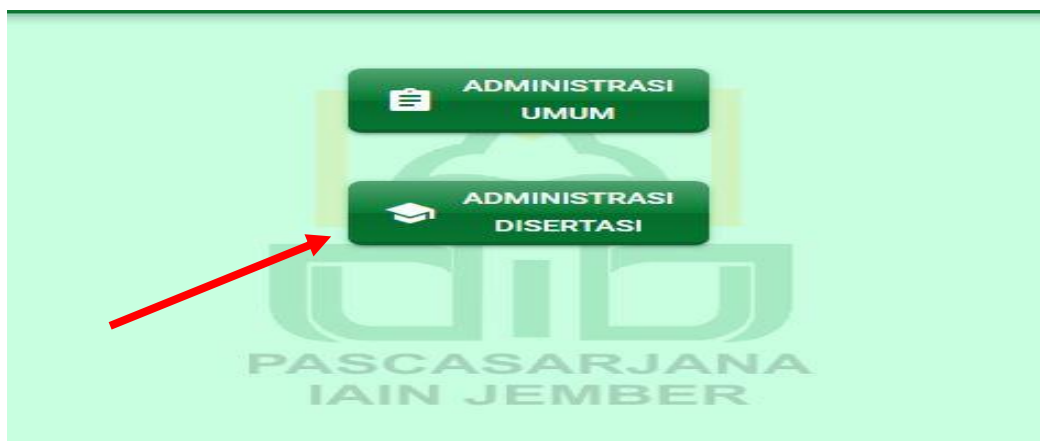 ADMINISTRASI
UMUM
ADMINISTRASI
DISERTASI
PASCASARJANA
IAIN JEMBER